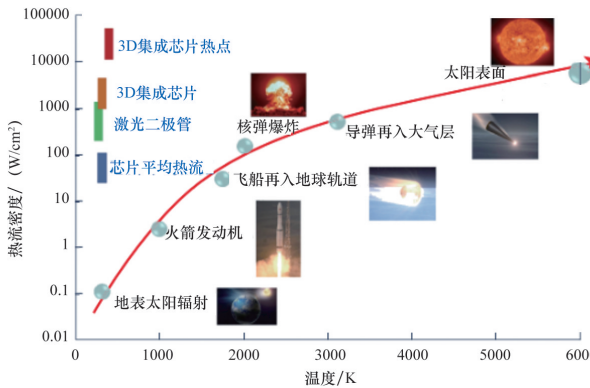 100000
10000
1000
100
10
1
0.1
0.01
热流密度/（W/cm²）
3D集成芯片热点
3D集成芯片
激光二极管
芯片平均热流
太阳表面
核弹爆炸
导弹再入大气层
飞船再入地球轨道
火箭发动机
地表太阳辐射
0 1000 2000 3000 4000 5000 600
温度/K